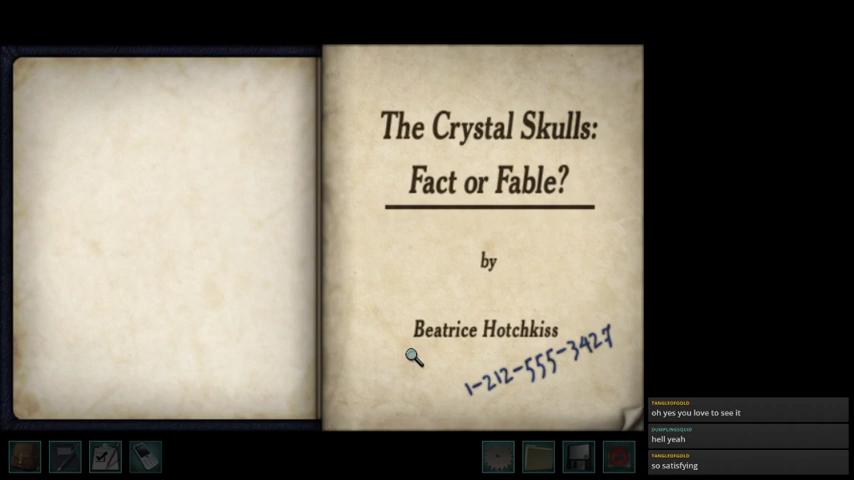 The Crystal Skulls:
Fact or Fable?
by
Beatrice Hotchkiss
1-212-555-3427
TANGLEOFGOLD
oh yes you love to see it
DUMPLINGSQUID
hell yeah
TANGLEOFGOLD
so satisfying